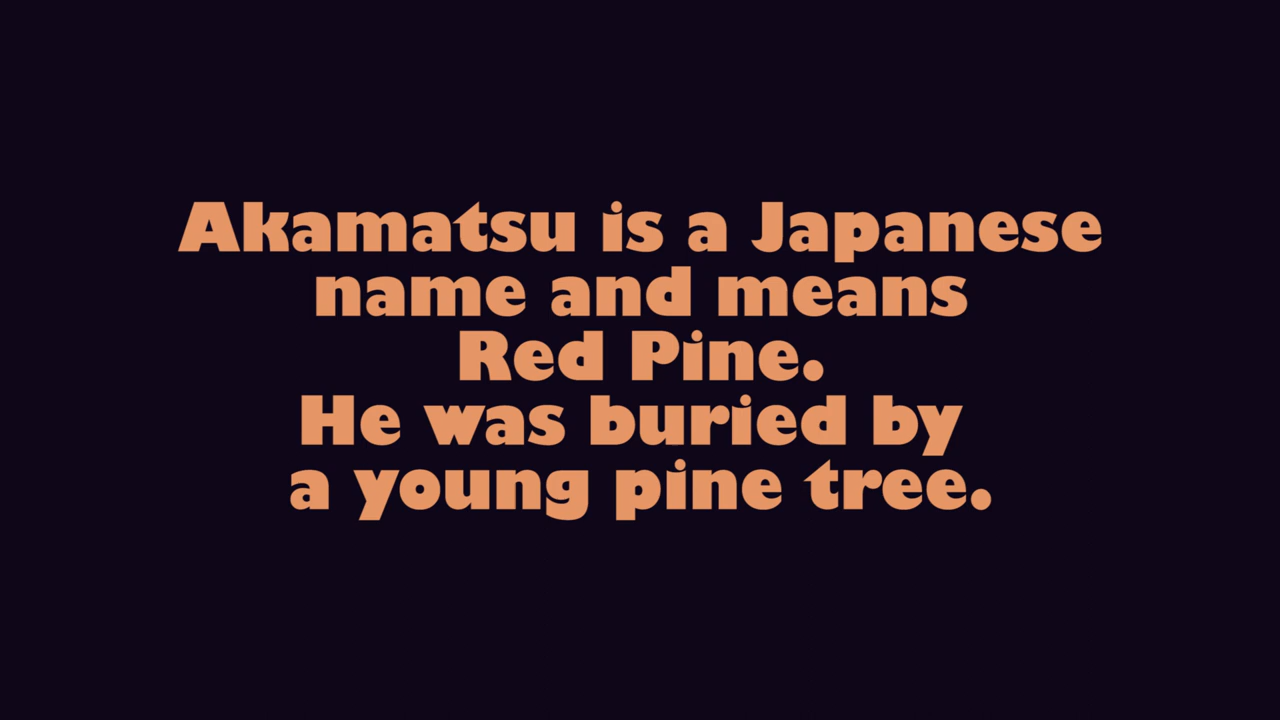 Akamatsu is a Japanese
name and means
Red Pine.
He was buried by
a young pine tree.